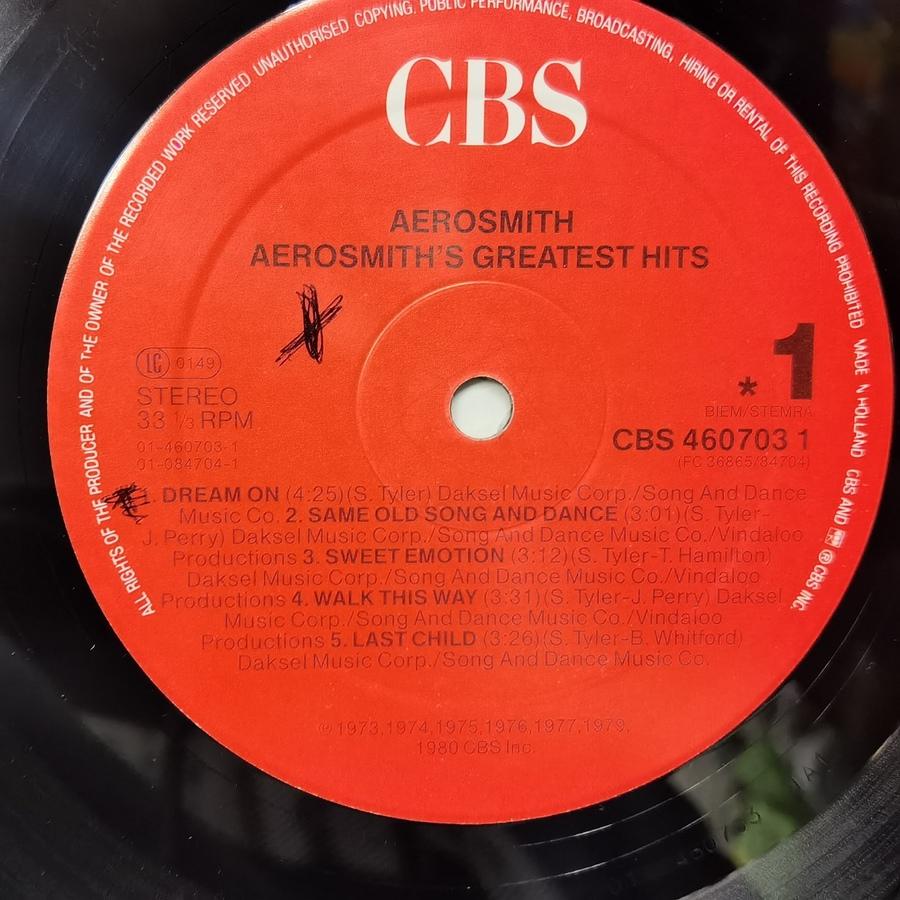 ALL RIGHTS OF THE PRODUCER AND OF THE OWNER OF THE RECORDED WORK RESERVED UNAUTHORISED COPYING, PUBLIC PERFORMANCE, BROADCASTING, HIRING OR RENTAL OF THIS RECORDING PROHIBITED MADE IN HOLLAND CBS AND ℗ CBS INC.
CBS
AEROSMITH
AEROSMITH'S GREATEST HITS
LC 0149
STEREO
33 1/3 RPM
01-460703-1
01-084704-1
* 1
BIEM/STEMRA
CBS 460703 1
(FC 36865/84704)
DREAM ON (4:25)(S. Tyler) Daksel Music Corp./Song And Dance
Music Co. 2. SAME OLD SONG AND DANCE (3:01)(S. Tyler-
J. Perry) Daksel Music Corp./Song And Dance Music Co./Vindaloo
Productions 3. SWEET EMOTION (3:12)(S. Tyler-T. Hamilton)
Daksel Music Corp./Song And Dance Music Co./Vindaloo
Productions 4. WALK THIS WAY (3:31)(S. Tyler-J. Perry) Daksel
Music Corp./Song And Dance Music Co./Vindaloo
Productions 5. LAST CHILD (3:26)(S. Tyler-B. Whitford)
Daksel Music Corp./Song And Dance Music Co.
℗ 1973,1974,1975,1976,1977,1979,
1980 CBS Inc.